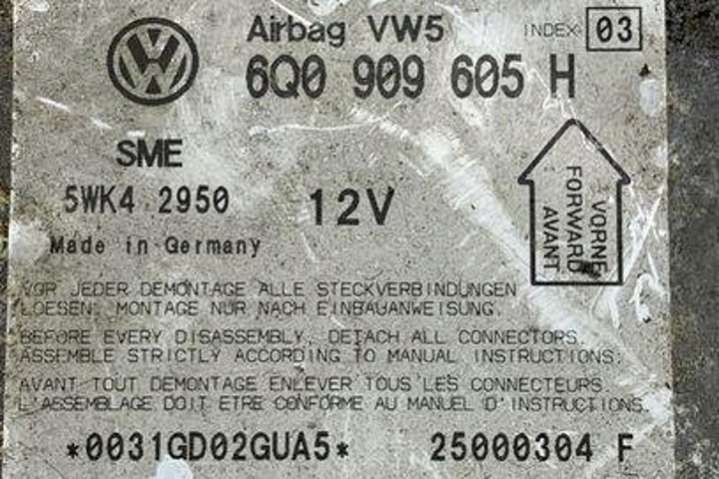 Airbag VW5 INDEX: 03
6Q0 909 605 H
SME
5WK4 2950 12V
Made in Germany
VORNE
FORWARD
AVANT
VOR JEDER DEMONTAGE ALLE STECKVERBINDUNGEN
LOESEN. MONTAGE NUR NACH EINBAUANWEISUNG.
BEFORE EVERY DISASSEMBLY, DETACH ALL CONNECTORS.
ASSEMBLE STRICTLY ACCORDING TO MANUAL INSTRUCTIONS.
AVANT TOUT DEMONTAGE ENLEVER TOUS LES CONNECTEURS.
L'ASSEMBLAGE DOIT ETRE CONFORME AU MANUEL D'INSTRUCTIONS.
*0031GD02GUA5* 25000304 F